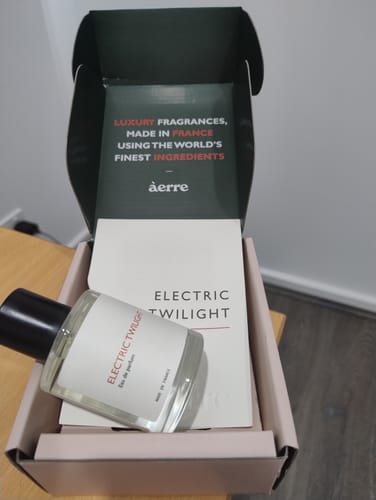 LUXURY FRAGRANCES,
MADE IN FRANCE
USING THE WORLD'S
FINEST INGREDIENTS
àerre
ELECTRIC
TWILIGHT
ELECTRIC TWILIGHT
Eau de parfum
MADE IN FRANCE